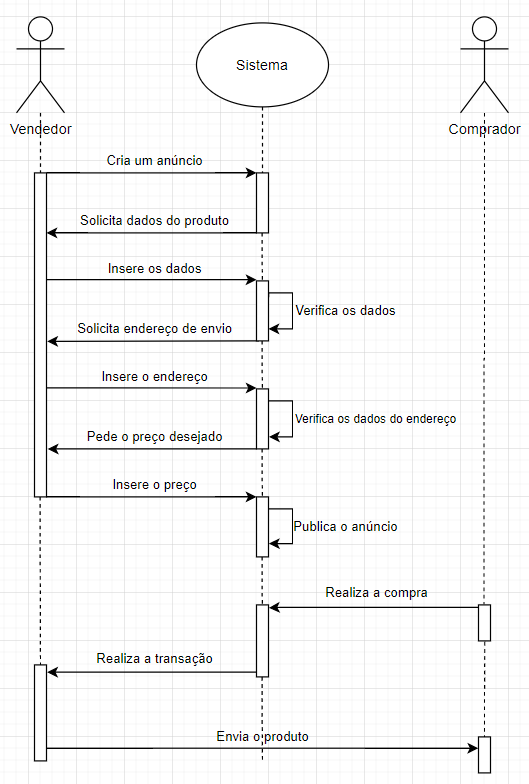 Sistema
Vendedor
Comprador
Cria um anúncio
Solicita dados do produto
Insere os dados
Verifica os dados
Solicita endereço de envio
Insere o endereço
Verifica os dados do endereço
Pede o preço desejado
Insere o preço
Publica o anúncio
Realiza a compra
Realiza a transação
Envia o produto